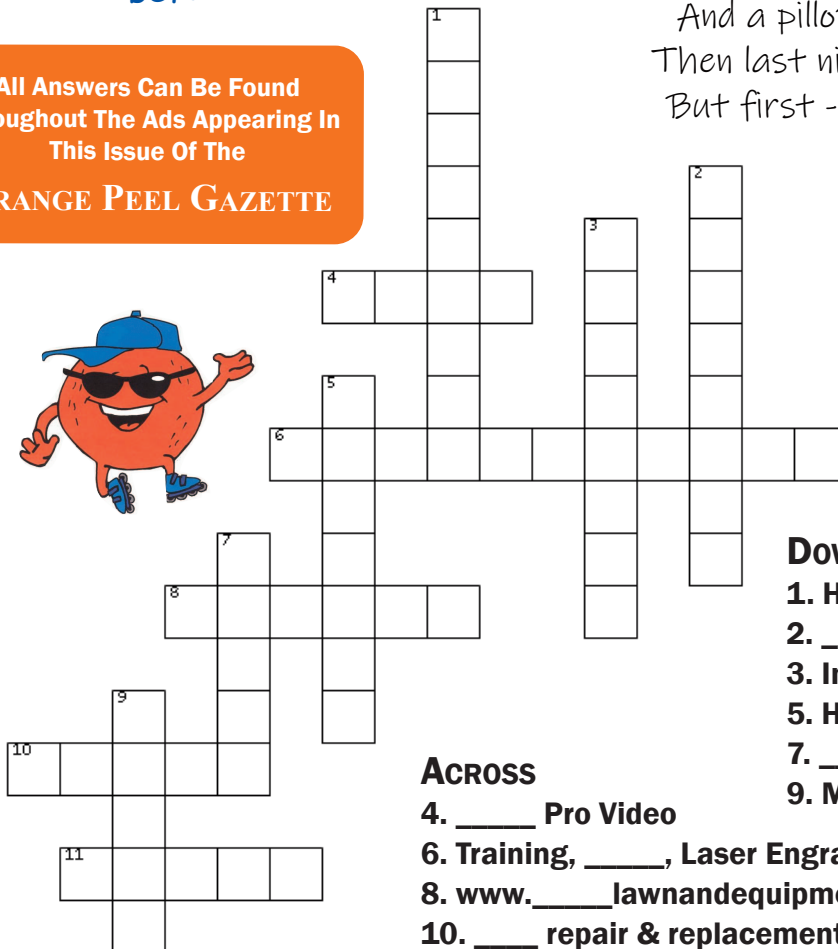 All Answers Can Be Found
oughout The Ads Appearing In
This Issue Of The
RANGE PEEL GAZETTE
And a pillo
Then last ni
But first -
1
2
3
4
5
6
7
8
9
10
11
Dow
1. H
2. _
3. In
5. H
7. _
9. M
ACROSS
4. _____ Pro Video
6. Training, _____, Laser Engra
8. www._____lawnandequipme
10. ____ repair & replacement